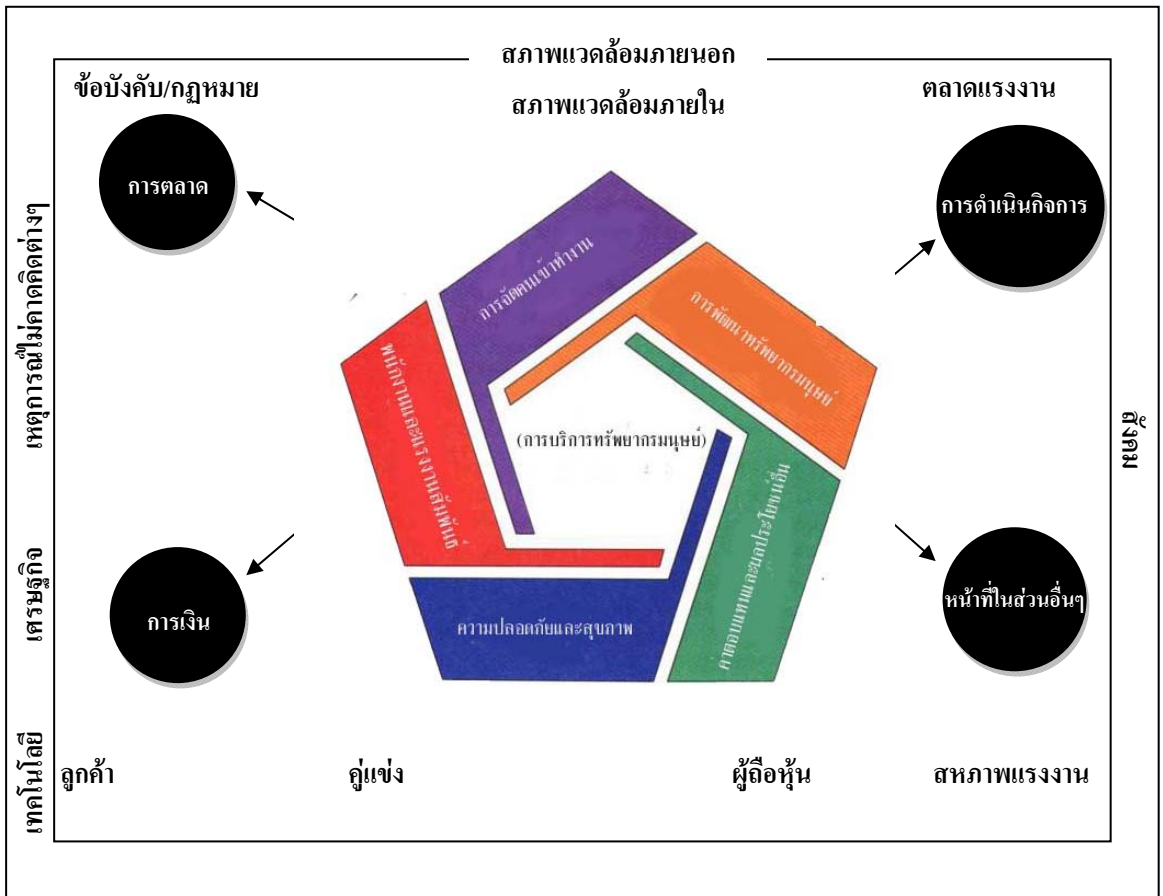 สภาพแวดล้อมภายนอก
ข้อบังคับ/กฎหมาย
ตลาดแรงงาน
สภาพแวดล้อมภายใน
การตลาด
การดำเนินกิจการ
เหตุการณ์ไม่คาดคิดต่างๆ
การจัดคนเข้าทำงาน
การพัฒนาทรัพยากรมนุษย์
พนักงานและแรงงานสัมพันธ์
(การบริการทรัพยากรมนุษย์)
สังคม
ค่าตอบแทนและผลประโยชน์อื่น
เศรษฐกิจ
การเงิน
ความปลอดภัยและสุขภาพ
หน้าที่ในส่วนอื่นๆ
เทคโนโลยี
ลูกค้า
คู่แข่ง
ผู้ถือหุ้น
สหภาพแรงงาน